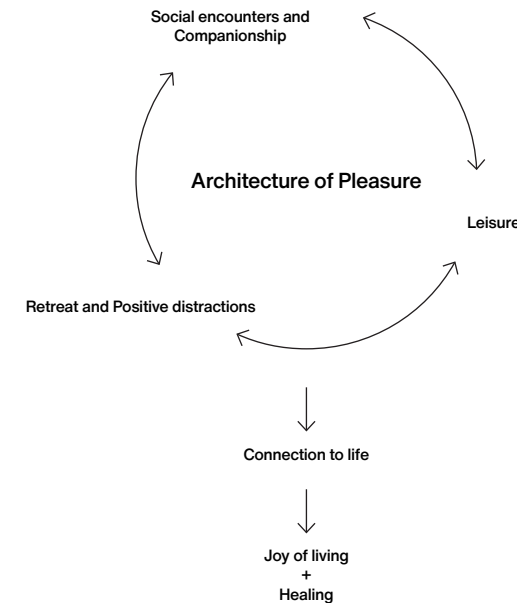 Social encounters and
Companionship
Architecture of Pleasure
Leisure
Retreat and Positive distractions
Connection to life
Joy of living
+
Healing